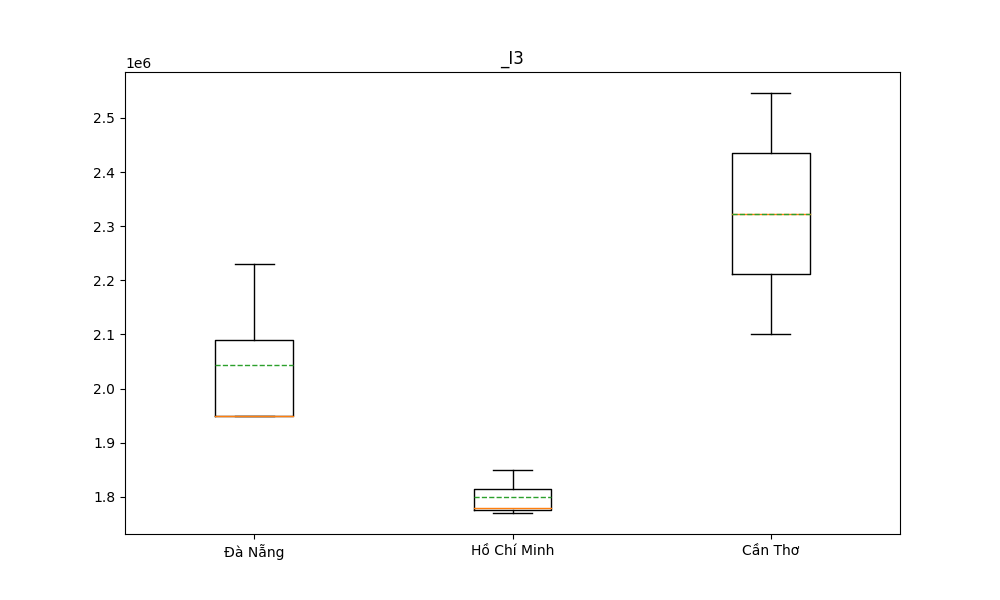 _I3
1e6
2.5
2.4
2.3
2.2
2.1
2.0
1.9
1.8
Đà Nẵng
Hồ Chí Minh
Cần Thơ